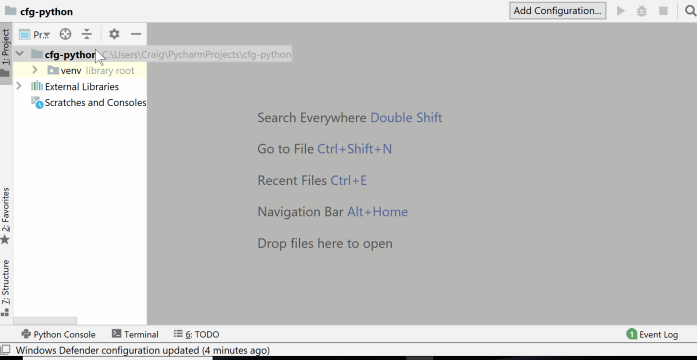 cfg-python
Add Configuration...
1: Project
Pr...
cfg-python C:\Users\Craig\PycharmProjects\cfg-python
venv library root
External Libraries
Scratches and Consoles
Search Everywhere Double Shift
Go to File Ctrl+Shift+N
Recent Files Ctrl+E
Navigation Bar Alt+Home
Drop files here to open
2: Favorites
7: Structure
Python Console
Terminal
6: TODO
1 Event Log
Windows Defender configuration updated (4 minutes ago)